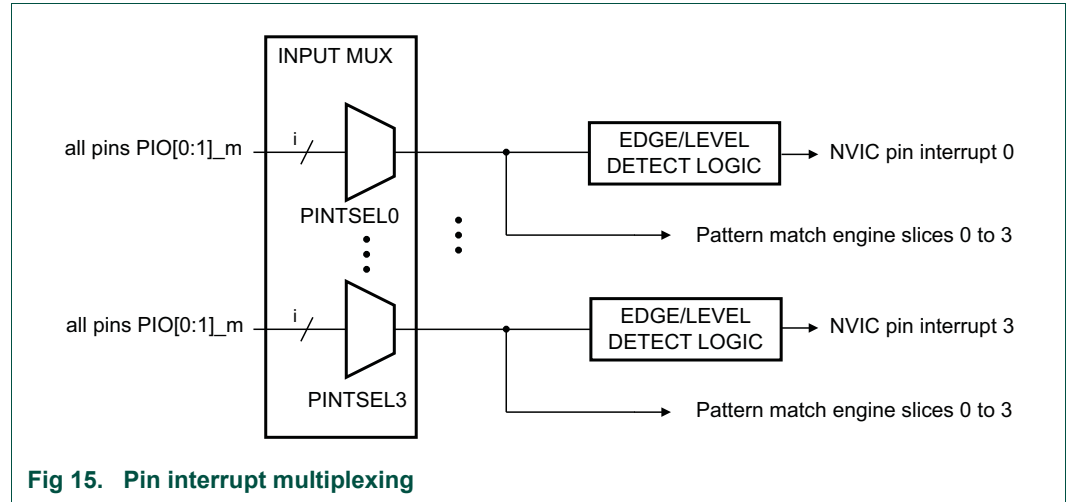 INPUT MUX
all pins PIO[0:1]_m
i
PINTSEL0
EDGE/LEVEL
DETECT LOGIC
NVIC pin interrupt 0
Pattern match engine slices 0 to 3
all pins PIO[0:1]_m
i
PINTSEL3
EDGE/LEVEL
DETECT LOGIC
NVIC pin interrupt 3
Pattern match engine slices 0 to 3
Fig 15. Pin interrupt multiplexing